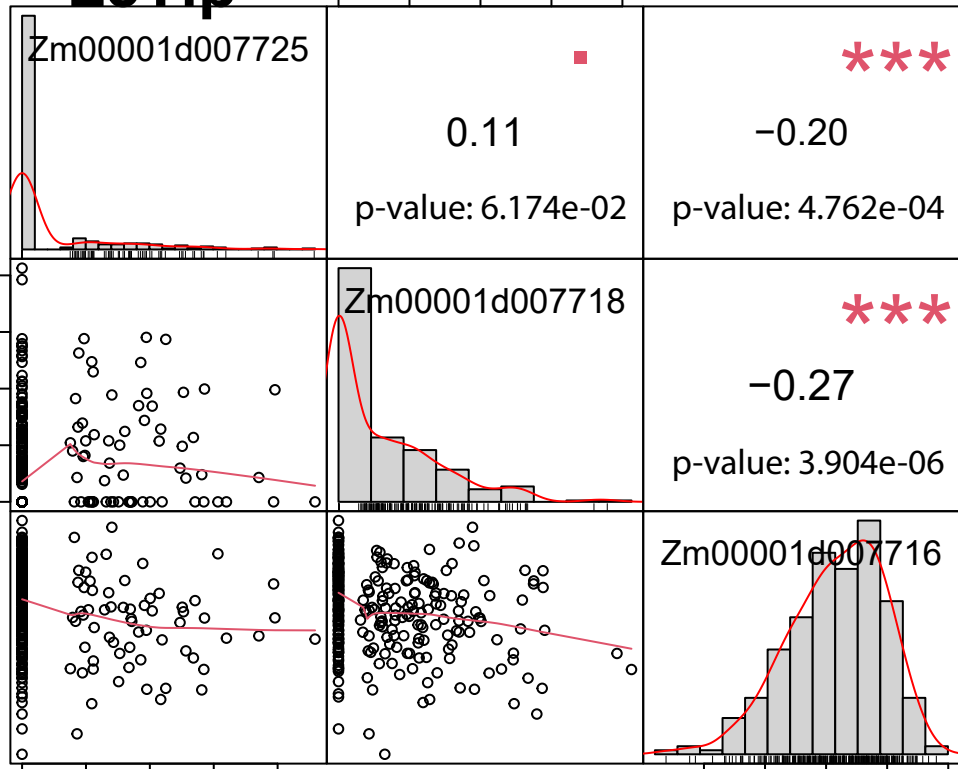 Zm00001d007725
***
0.11
−0.20
p-value: 6.174e-02
p-value: 4.762e-04
Zm00001d007718
***
−0.27
p-value: 3.904e-06
Zm00001d007716